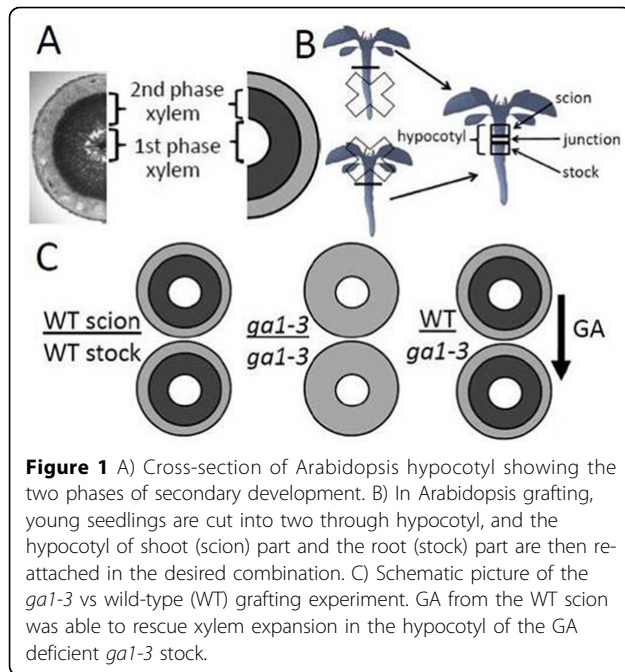 A
B
2nd phase
xylem
1st phase
xylem
scion
hypocotyl
junction
stock
C
WT scion
WT stock
ga1-3
ga1-3
WT
ga1-3
GA
Figure 1 A) Cross-section of Arabidopsis hypocotyl showing the
two phases of secondary development. B) In Arabidopsis grafting,
young seedlings are cut into two through hypocotyl, and the
hypocotyl of shoot (scion) part and the root (stock) part are then re-
attached in the desired combination. C) Schematic picture of the
ga1-3 vs wild-type (WT) grafting experiment. GA from the WT scion
was able to rescue xylem expansion in the hypocotyl of the GA
deficient ga1-3 stock.